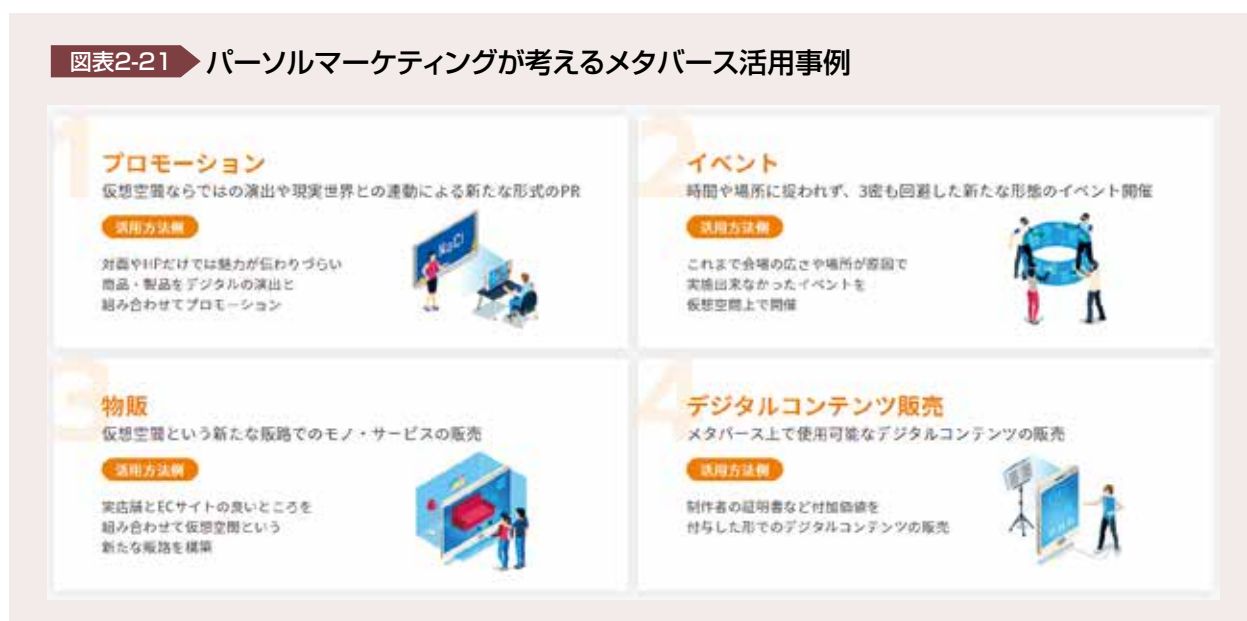 図表2-21
パーソルマーケティングが考えるメタバース活用事例
1
プロモーション
仮想空間ならではの演出や現実世界との連動による新たな形式のPR
活用方法例
対面やHPだけでは魅力が伝わりづらい
商品・製品をデジタルの演出と
組み合わせてプロモーション
NaCl
2
イベント
時間や場所に捉われず、3密も回避した新たな形態のイベント開催
活用方法例
これまで会場の広さや場所が原因で
実施出来なかったイベントを
仮想空間上で開催
3
物販
仮想空間という新たな販路でのモノ・サービスの販売
活用方法例
実店舗とECサイトの良いところを
組み合わせて仮想空間という
新たな販路を構築
4
デジタルコンテンツ販売
メタバース上で使用可能なデジタルコンテンツの販売
活用方法例
制作者の証明書など付加価値を
付与した形でのデジタルコンテンツの販売